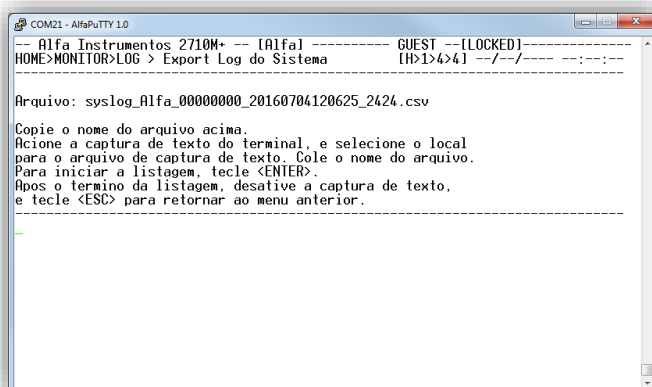 COM21 - AlfaPuTTY 1.0
-- Alfa Instrumentos 2710M+ -- [Alfa] ---------- GUEST --[LOCKED]--------------
HOME>MONITOR>LOG > Export Log do Sistema [H>1>4>4] --/--/---- --:--:--
--------------------------------------------------------------------------------
Arquivo: syslog_Alfa_00000000_20160704120625_2424.csv
Copie o nome do arquivo acima.
Acione a captura de texto do terminal, e selecione o local
para o arquivo de captura de texto. Cole o nome do arquivo.
Para iniciar a listagem, tecle <ENTER>.
Apos o termino da listagem, desative a captura de texto,
e tecle <ESC> para retornar ao menu anterior.
--------------------------------------------------------------------------------